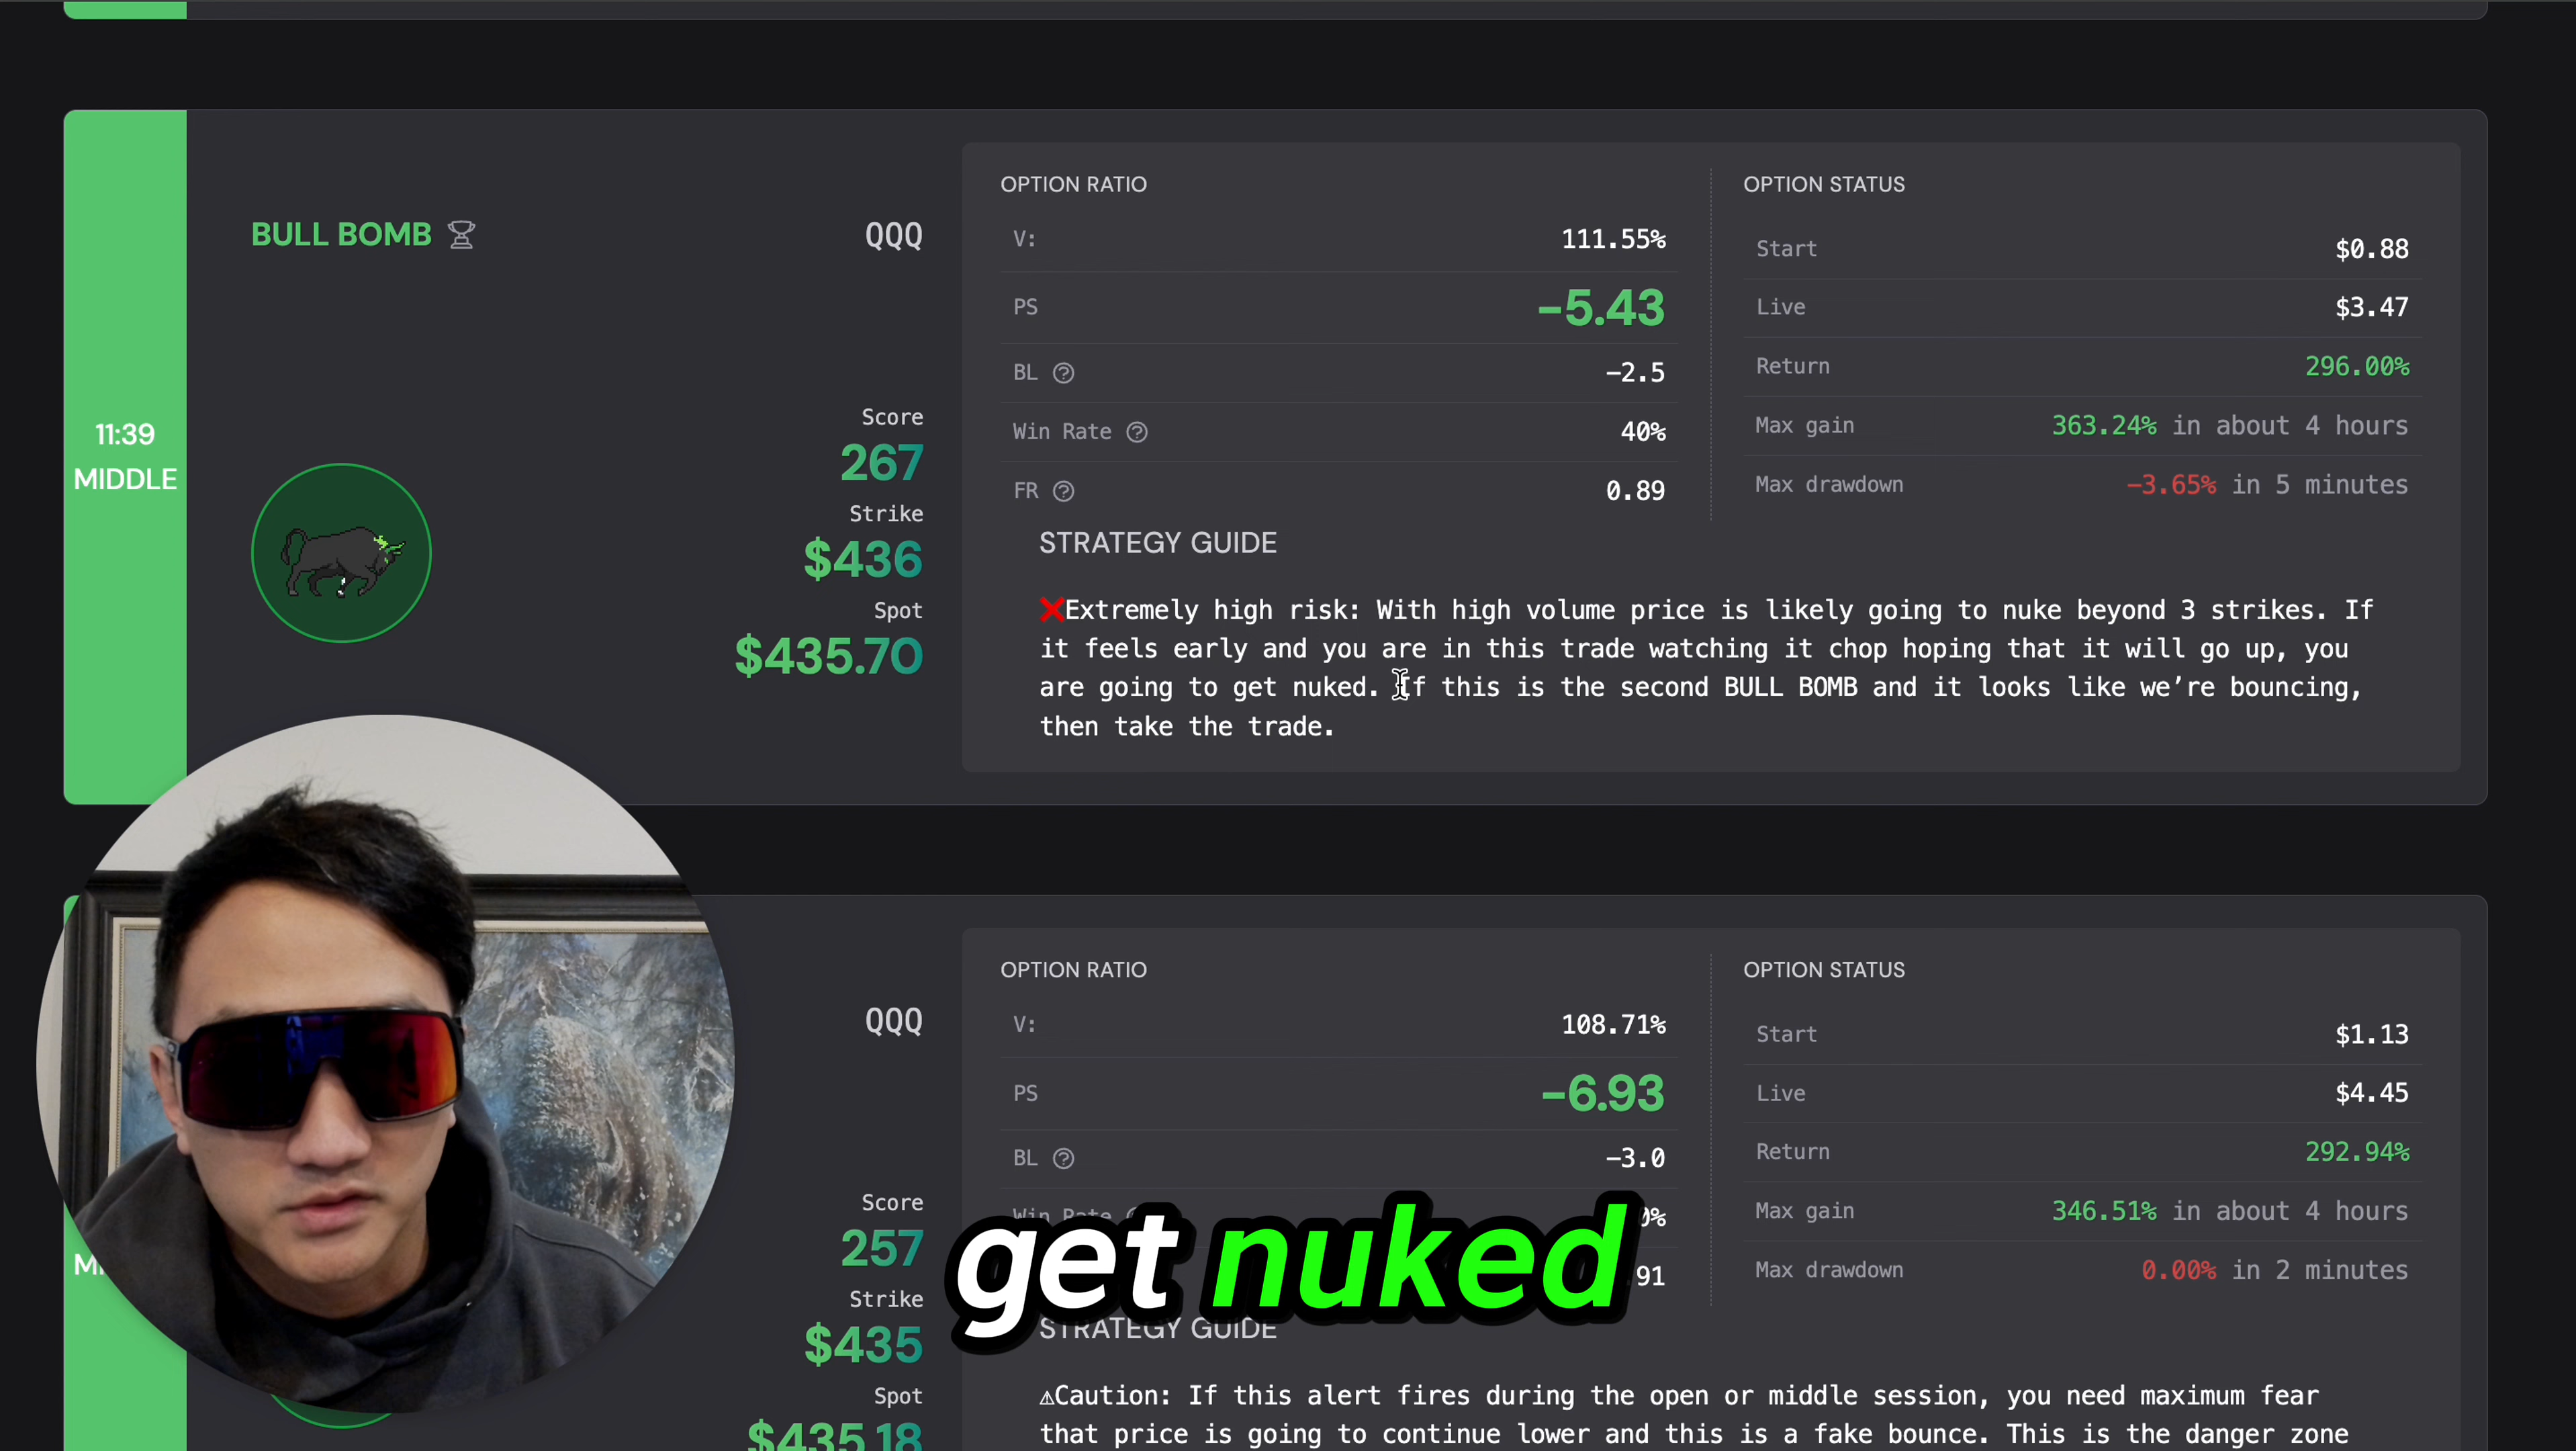 BULL BOMB
QQQ
11:39
MIDDLE
Score
267
Strike
$436
Spot
$435.70
OPTION RATIO
V: 111.55%
PS -5.43
BL -2.5
Win Rate 40%
FR 0.89
OPTION STATUS
Start $0.88
Live $3.47
Return 296.00%
Max gain 363.24% in about 4 hours
Max drawdown -3.65% in 5 minutes
STRATEGY GUIDE
❌Extremely high risk: With high volume price is likely going to nuke beyond 3 strikes. If
it feels early and you are in this trade watching it chop hoping that it will go up, you
are going to get nuked. If this is the second BULL BOMB and it looks like we’re bouncing,
then take the trade.
QQQ
Score
257
Strike
$435
Spot
$435.18
OPTION RATIO
V: 108.71%
PS -6.93
BL -3.0
Win Rate
OPTION STATUS
Start $1.13
Live $4.45
Return 292.94%
Max gain 346.51% in about 4 hours
Max drawdown 0.00% in 2 minutes
get nuked
STRATEGY GUIDE
⚠Caution: If this alert fires during the open or middle session, you need maximum fear
that price is going to continue lower and this is a fake bounce. This is the danger zone